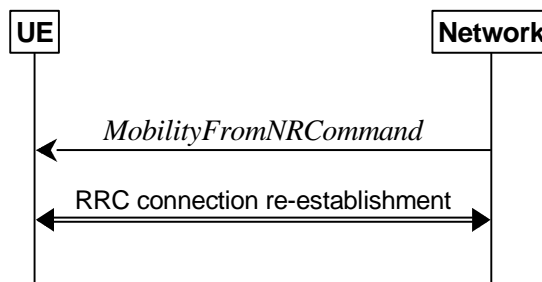 UE
Network
MobilityFromNRCommand
RRC connection re-establishment